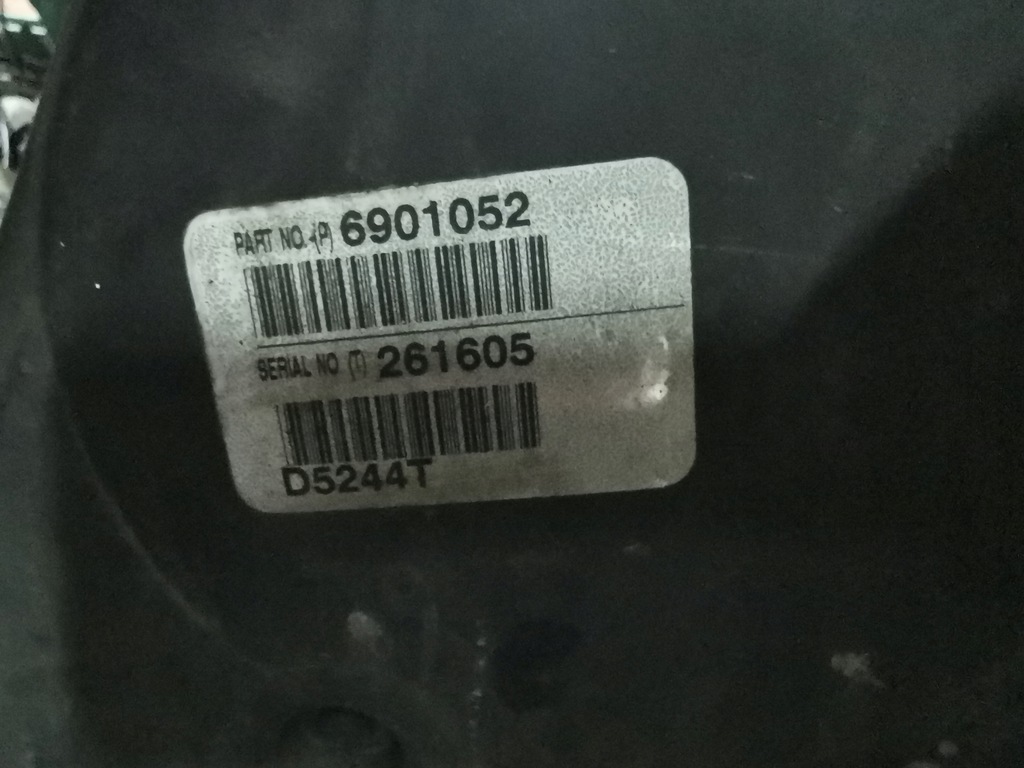 PART NO. (P) 6901052
SERIAL NO (T) 261605
D5244T